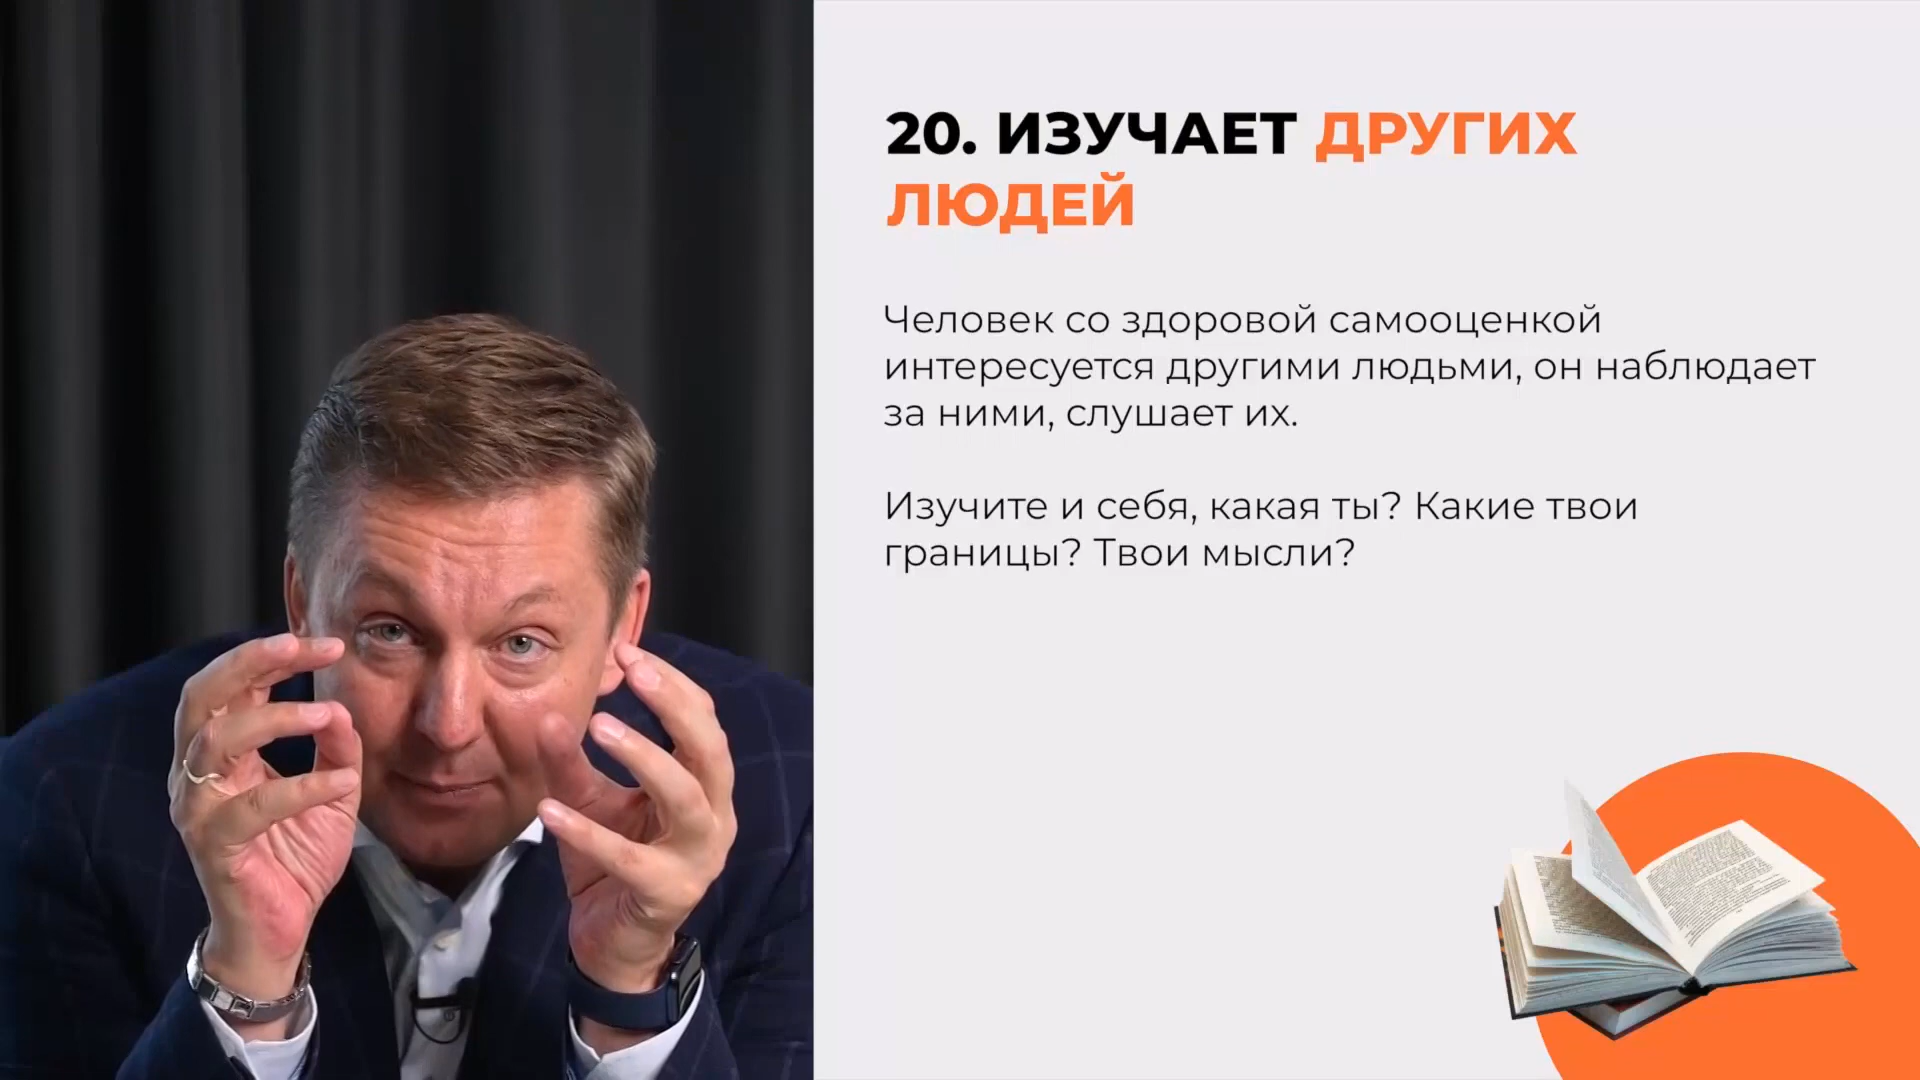 20. ИЗУЧАЕТ ДРУГИХ
ЛЮДЕЙ
Человек со здоровой самооценкой
интересуется другими людьми, он наблюдает
за ними, слушает их.
Изучите и себя, какая ты? Какие твои
границы? Твои мысли?